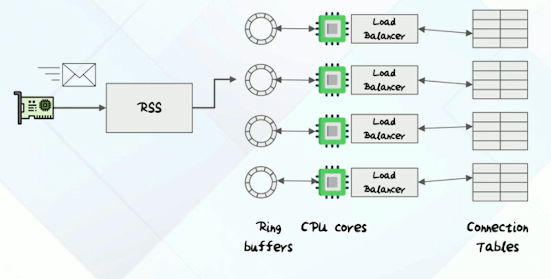 RSS
Load
Balancer
Load
Balancer
Load
Balancer
Load
Balancer
Ring
buffers
CPU cores
Connection
Tables